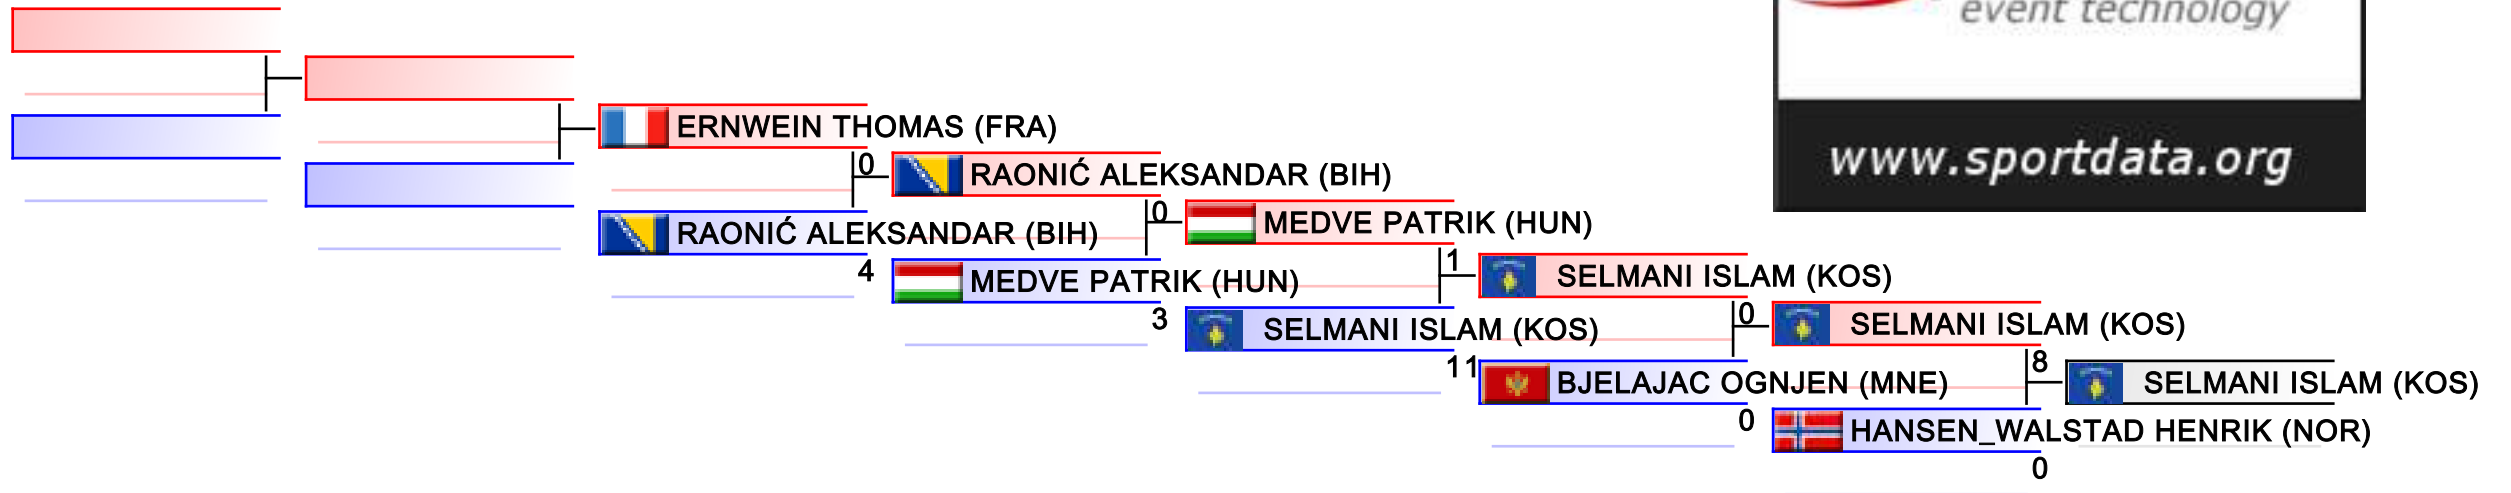 event technology
www.sportdata.org
ERNWEIN THOMAS (FRA)
0
RAONIĆ ALEKSANDAR (BIH)
4
RAONIĆ ALEKSANDAR (BIH)
0
MEDVE PATRIK (HUN)
3
MEDVE PATRIK (HUN)
1
SELMANI ISLAM (KOS)
11
SELMANI ISLAM (KOS)
0
BJELAJAC OGNJEN (MNE)
0
SELMANI ISLAM (KOS)
8
HANSEN_WALSTAD HENRIK (NOR)
0
SELMANI ISLAM (KOS)